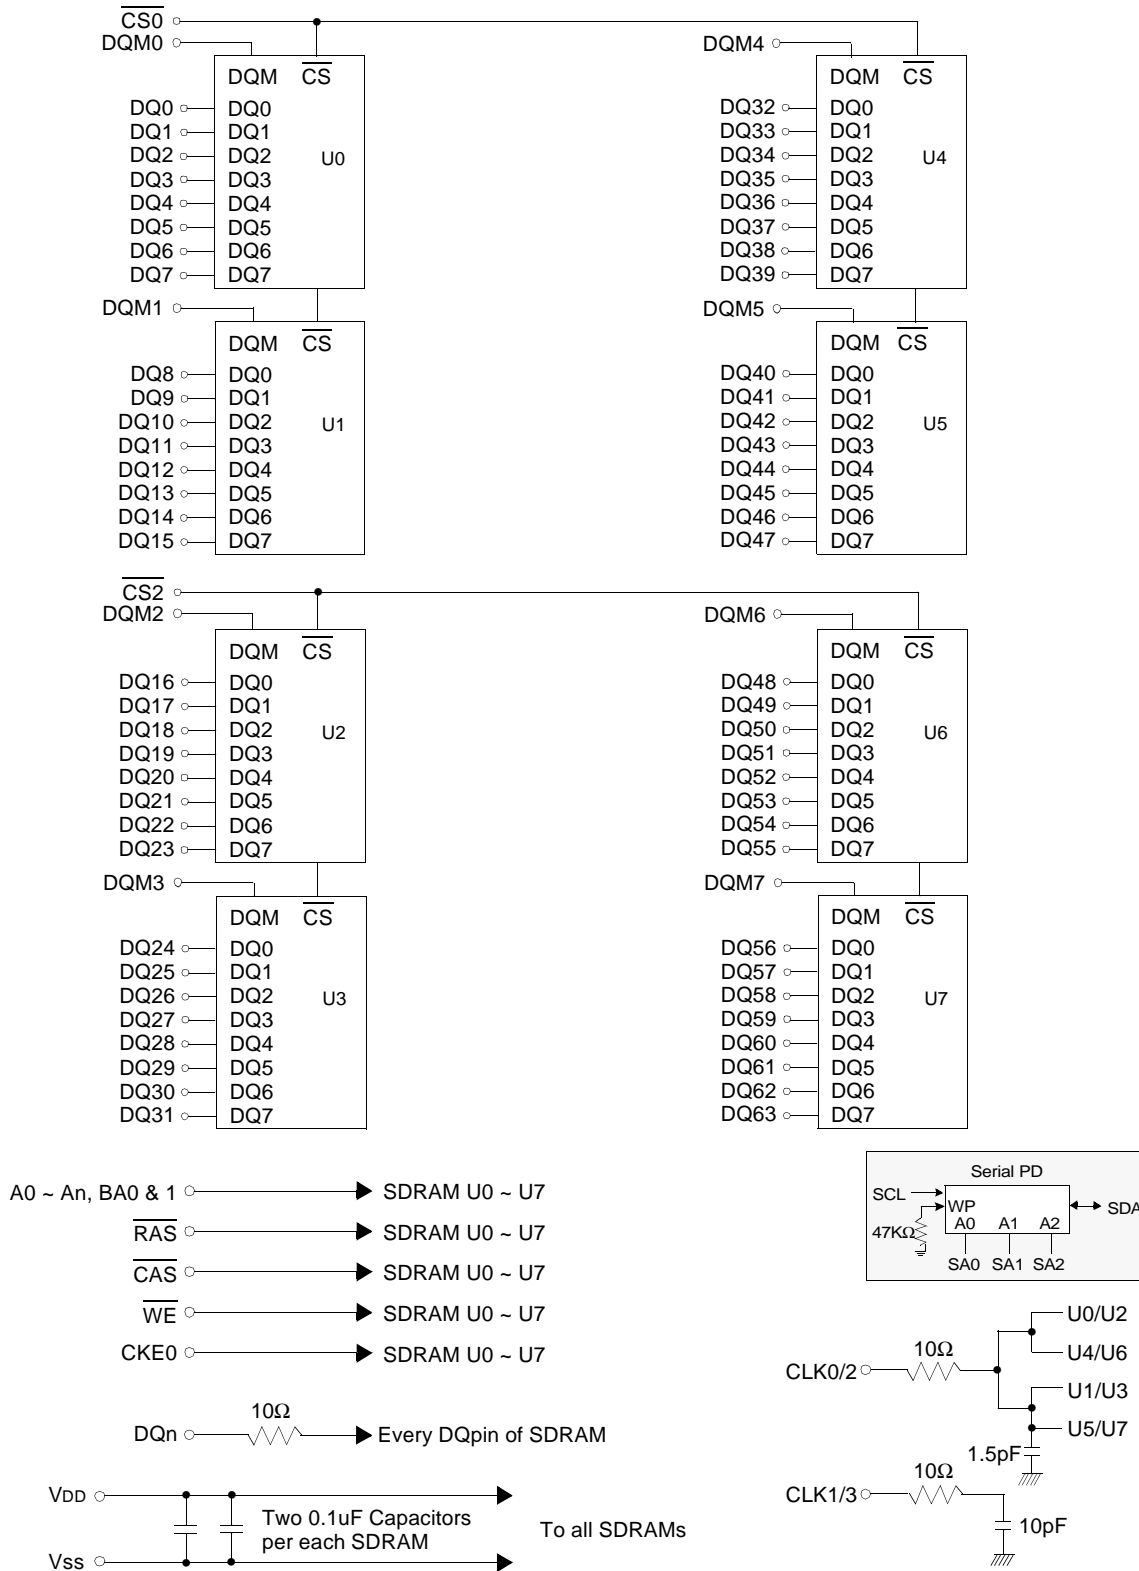 CS0
DQM0
DQM CS
DQ0 DQ0
DQ1 DQ1
DQ2 DQ2
U0
DQ3 DQ3
DQ4 DQ4
DQ5 DQ5
DQ6 DQ6
DQ7 DQ7
DQM1
DQM CS
DQ8 DQ0
DQ9 DQ1
DQ10 DQ2
U1
DQ11 DQ3
DQ12 DQ4
DQ13 DQ5
DQ14 DQ6
DQ15 DQ7
DQM4
DQM CS
DQ32 DQ0
DQ33 DQ1
DQ34 DQ2
U4
DQ35 DQ3
DQ36 DQ4
DQ37 DQ5
DQ38 DQ6
DQ39 DQ7
DQM5
DQM CS
DQ40 DQ0
DQ41 DQ1
DQ42 DQ2
U5
DQ43 DQ3
DQ44 DQ4
DQ45 DQ5
DQ46 DQ6
DQ47 DQ7
CS2
DQM2
DQM CS
DQ16 DQ0
DQ17 DQ1
DQ18 DQ2
U2
DQ19 DQ3
DQ20 DQ4
DQ21 DQ5
DQ22 DQ6
DQ23 DQ7
DQM3
DQM CS
DQ24 DQ0
DQ25 DQ1
DQ26 DQ2
U3
DQ27 DQ3
DQ28 DQ4
DQ29 DQ5
DQ30 DQ6
DQ31 DQ7
DQM6
DQM CS
DQ48 DQ0
DQ49 DQ1
DQ50 DQ2
U6
DQ51 DQ3
DQ52 DQ4
DQ53 DQ5
DQ54 DQ6
DQ55 DQ7
DQM7
DQM CS
DQ56 DQ0
DQ57 DQ1
DQ58 DQ2
U7
DQ59 DQ3
DQ60 DQ4
DQ61 DQ5
DQ62 DQ6
DQ63 DQ7
A0 ~ An, BA0 & 1 SDRAM U0 ~ U7
RAS SDRAM U0 ~ U7
CAS SDRAM U0 ~ U7
WE SDRAM U0 ~ U7
CKE0 SDRAM U0 ~ U7
10Ω
DQn Every DQpin of SDRAM
VDD
Two 0.1uF Capacitors
per each SDRAM
To all SDRAMs
Vss
Serial PD
SCL
WP
SDA
47KΩ
A0 A1 A2
SA0 SA1 SA2
U0/U2
10Ω
U4/U6
CLK0/2
U1/U3
U5/U7
1.5pF
10Ω
CLK1/3
10pF